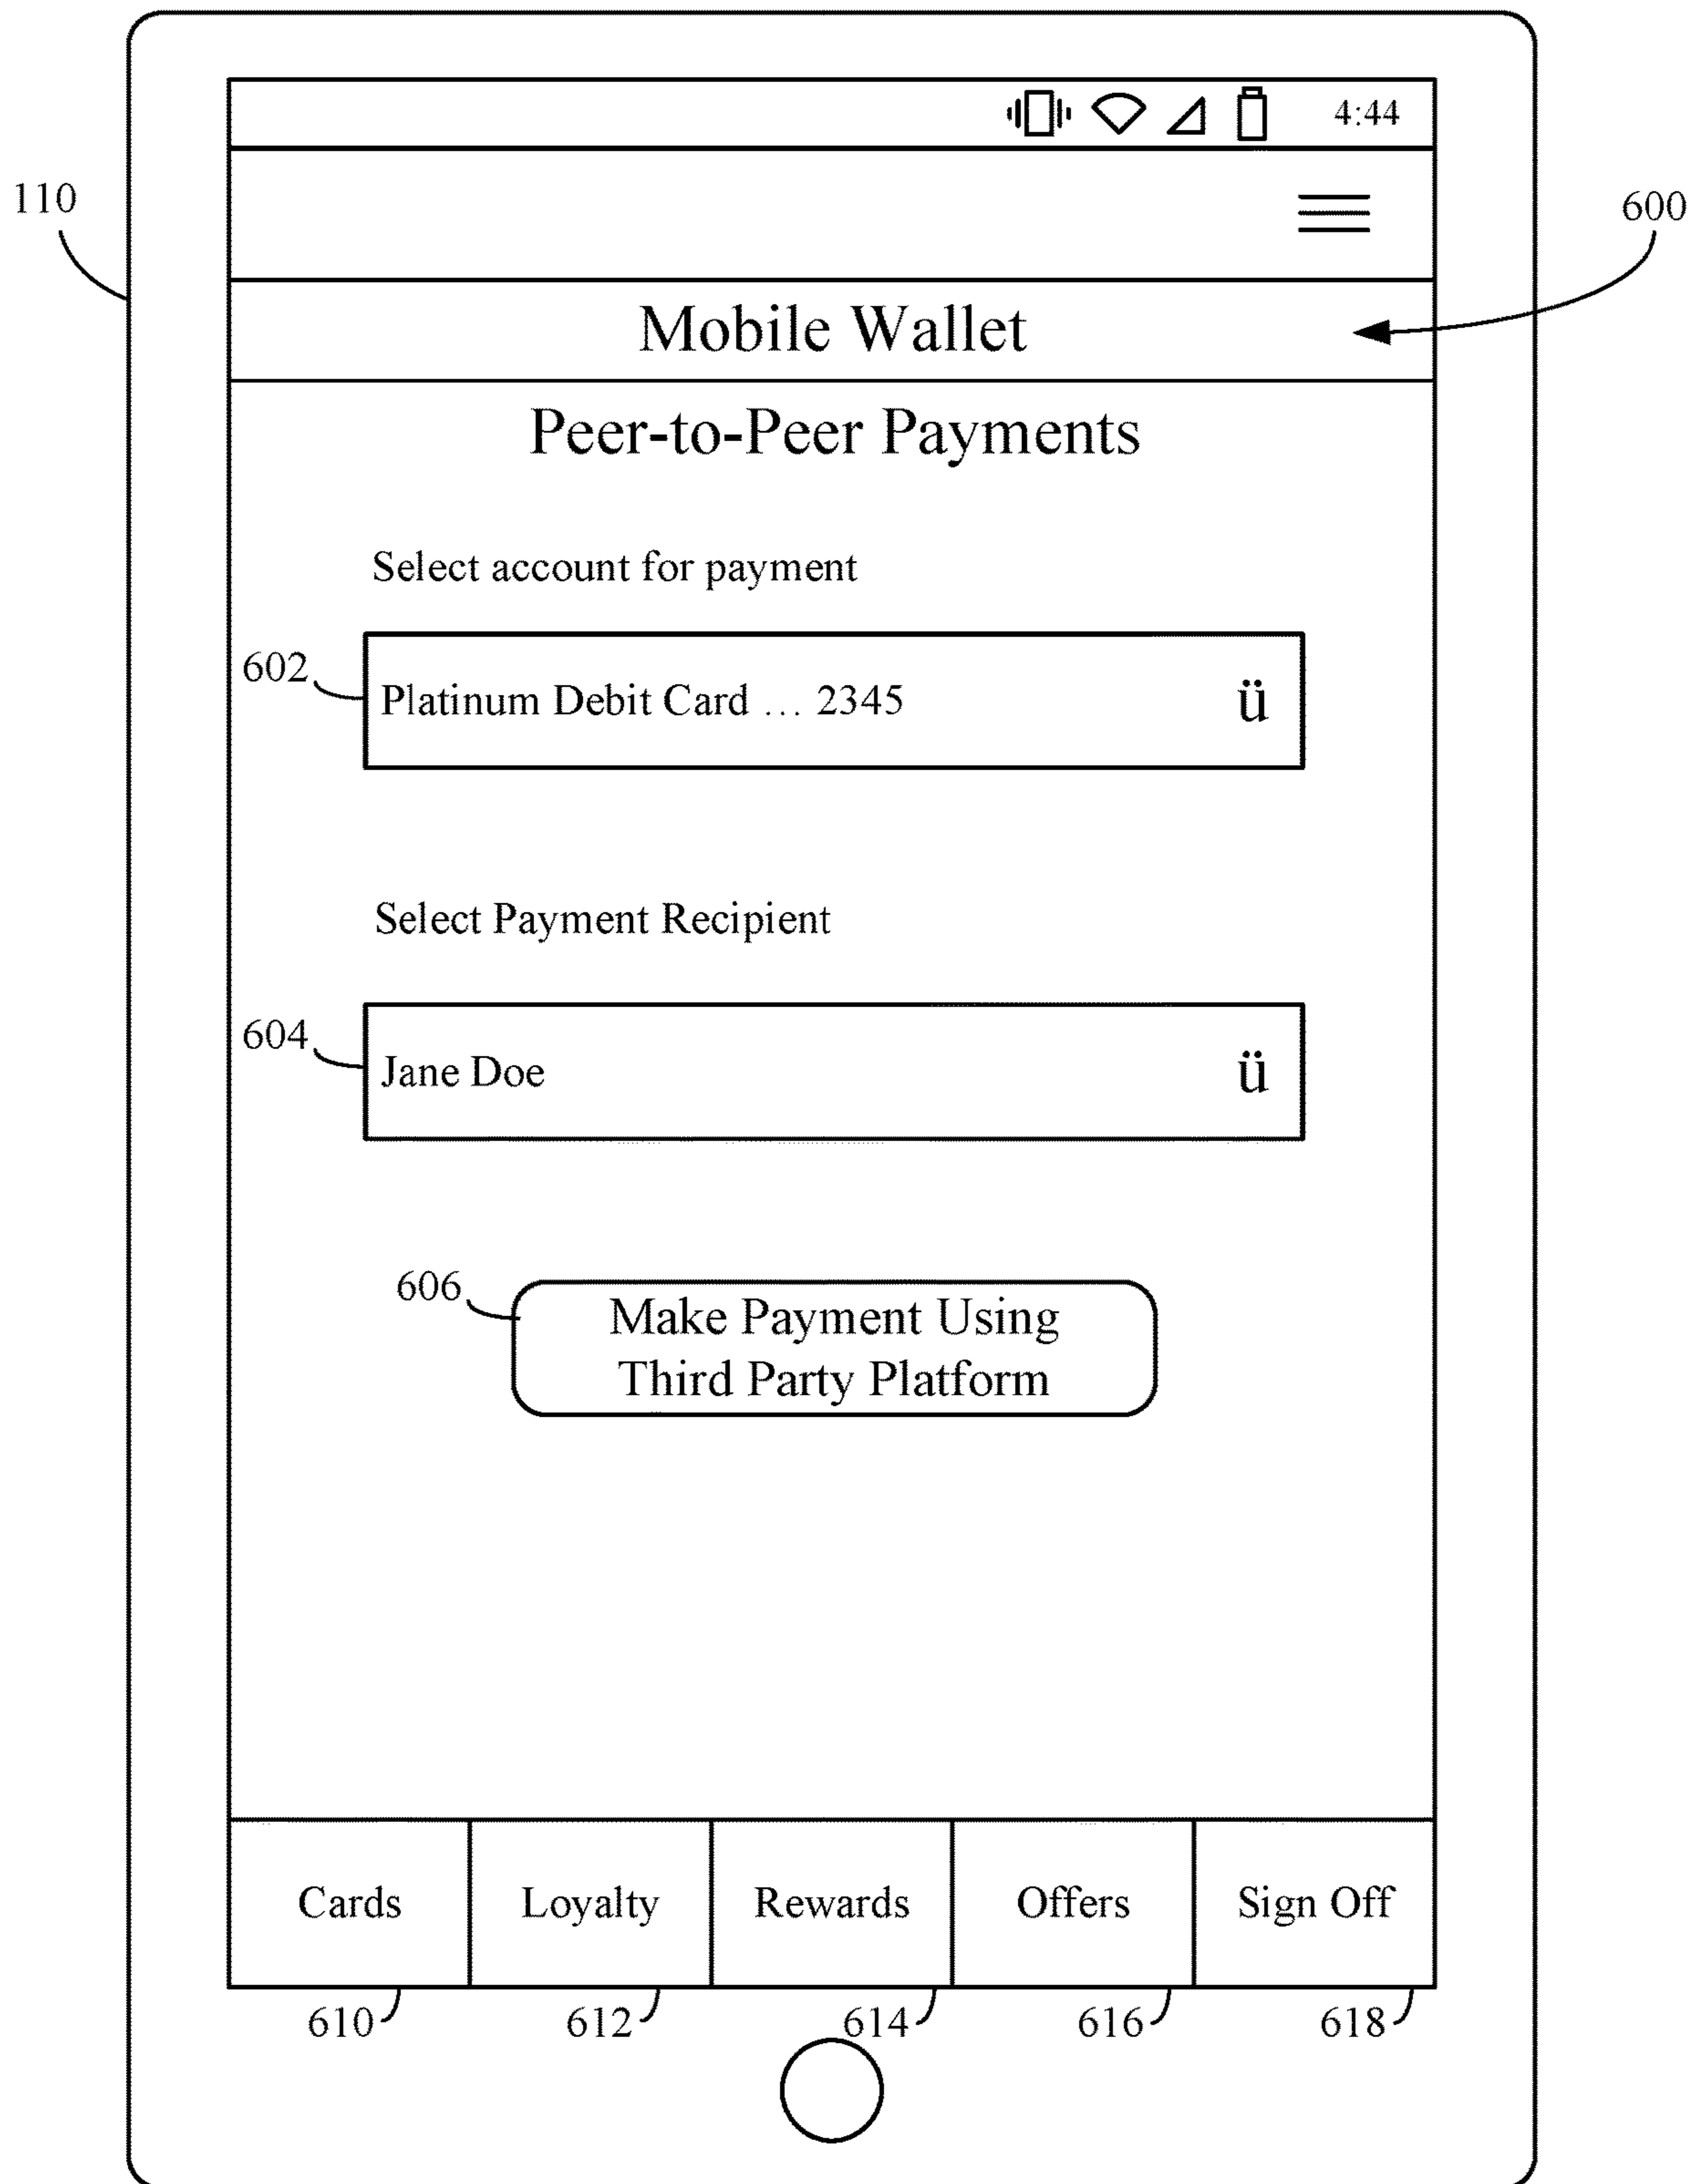 4:44
110
600
Mobile Wallet
Peer-to-Peer Payments
Select account for payment
602
Platinum Debit Card ... 2345 ü
Select Payment Recipient
604
Jane Doe ü
606
Make Payment Using
Third Party Platform
Cards Loyalty Rewards Offers Sign Off
610 612 614 616 618